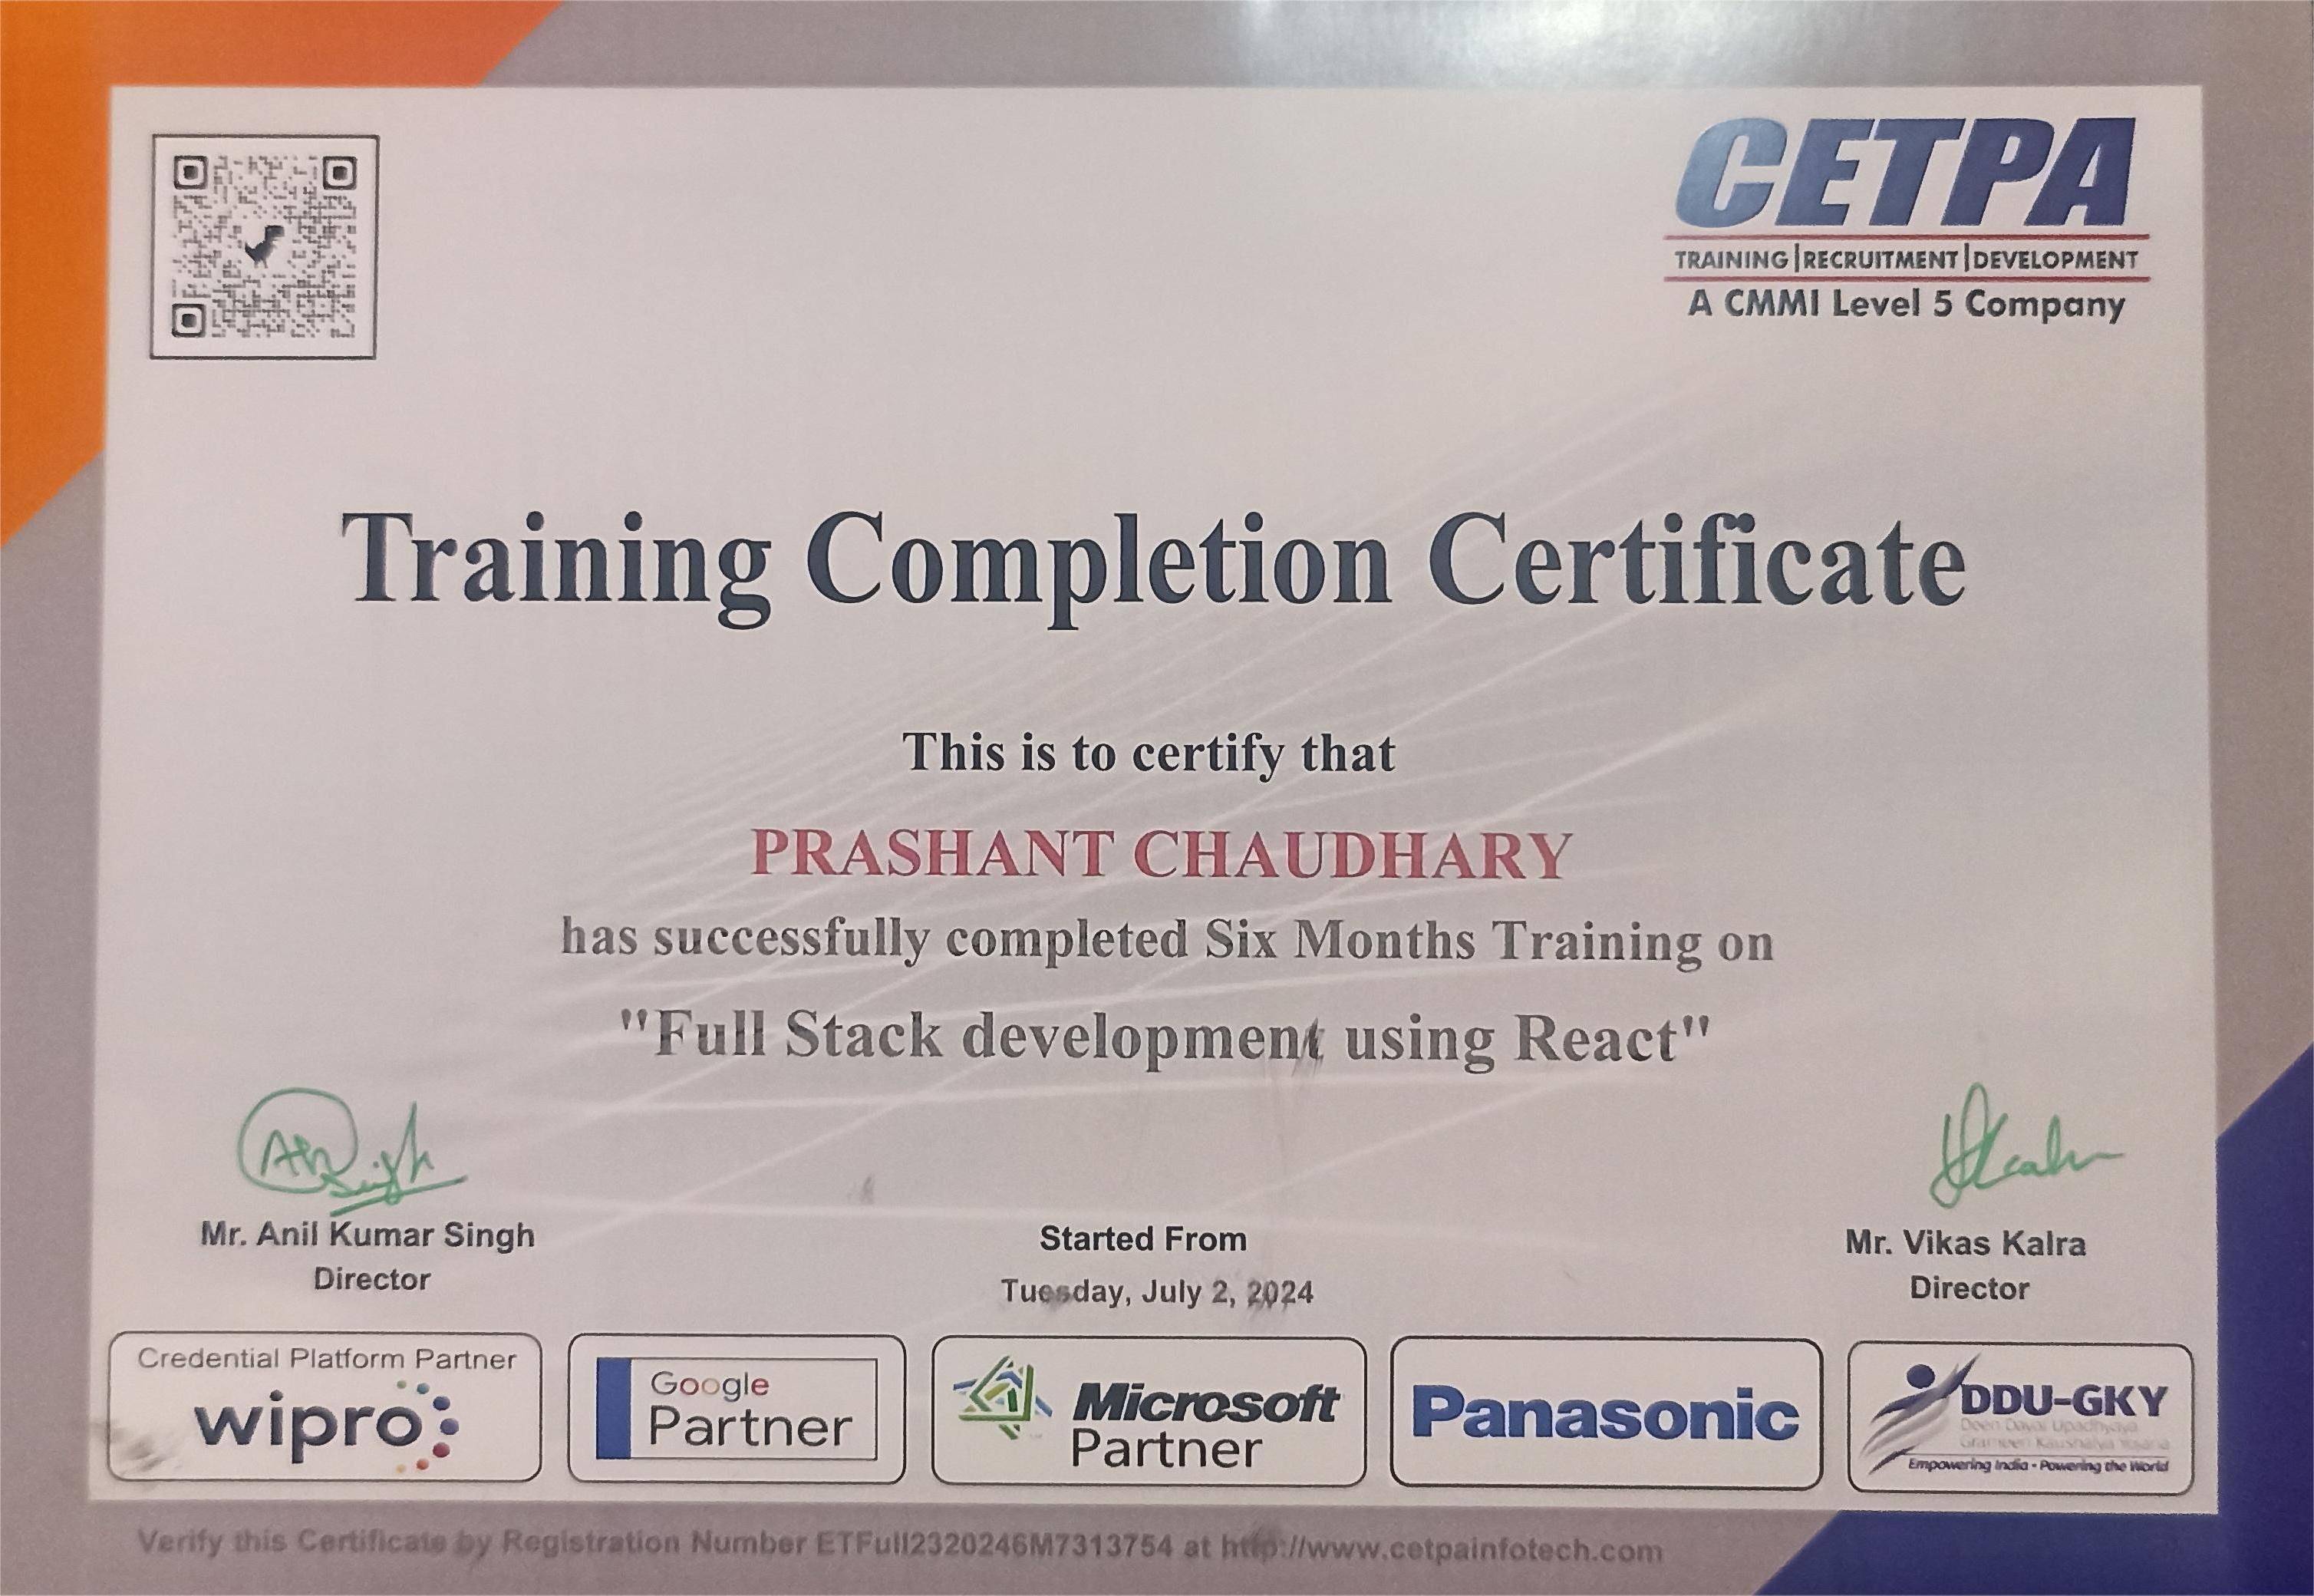 CETPA
TRAINING|RECRUITMENT|DEVELOPMENT
A CMMI Level 5 Company
Training Completion Certificate
This is to certify that
PRASHANT CHAUDHARY
has successfully completed Six Months Training on
"Full Stack development using React"
Mr. Anil Kumar Singh
Director
Started From
Tuesday, July 2, 2024
Mr. Vikas Kalra
Director
Credential Platform Partner
wipro
Google
Partner
Microsoft
Partner
Panasonic
DDU-GKY
Deen Dayal Upadhyaya
Grameen Kaushalya Yojana
Empowering India - Powering the World
Verify this Certificate by Registration Number ETFull2320246M7313754 at http://www.cetpainfotech.com